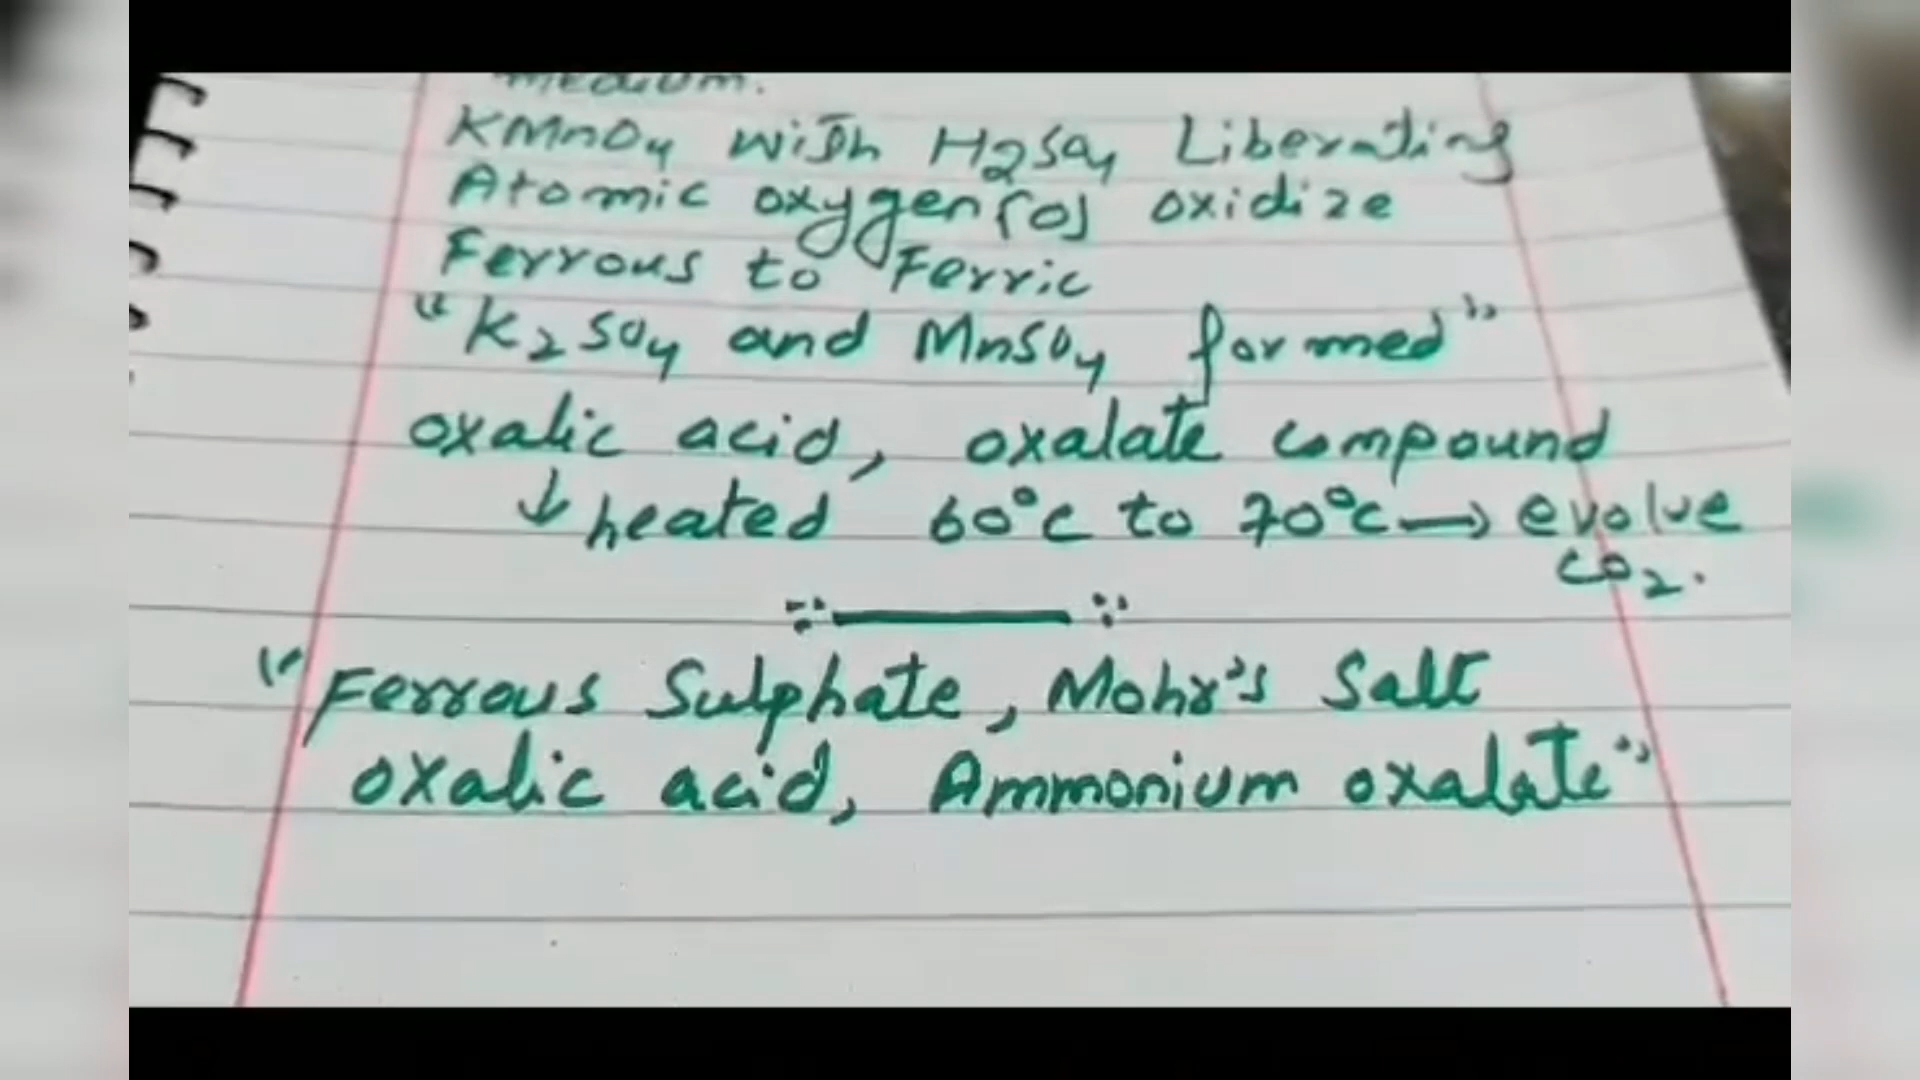 medium.
KMnO4 with H2SO4 Liberating
Atomic oxygen [O] oxidize
Ferrous to Ferric
"K2SO4 and MnSO4 formed"
oxalic acid, oxalate compound
↓ heated 60°C to 70°C → evolve
CO2.
"Ferrous Sulphate, Mohr's Salt
oxalic acid, Ammonium oxalate"